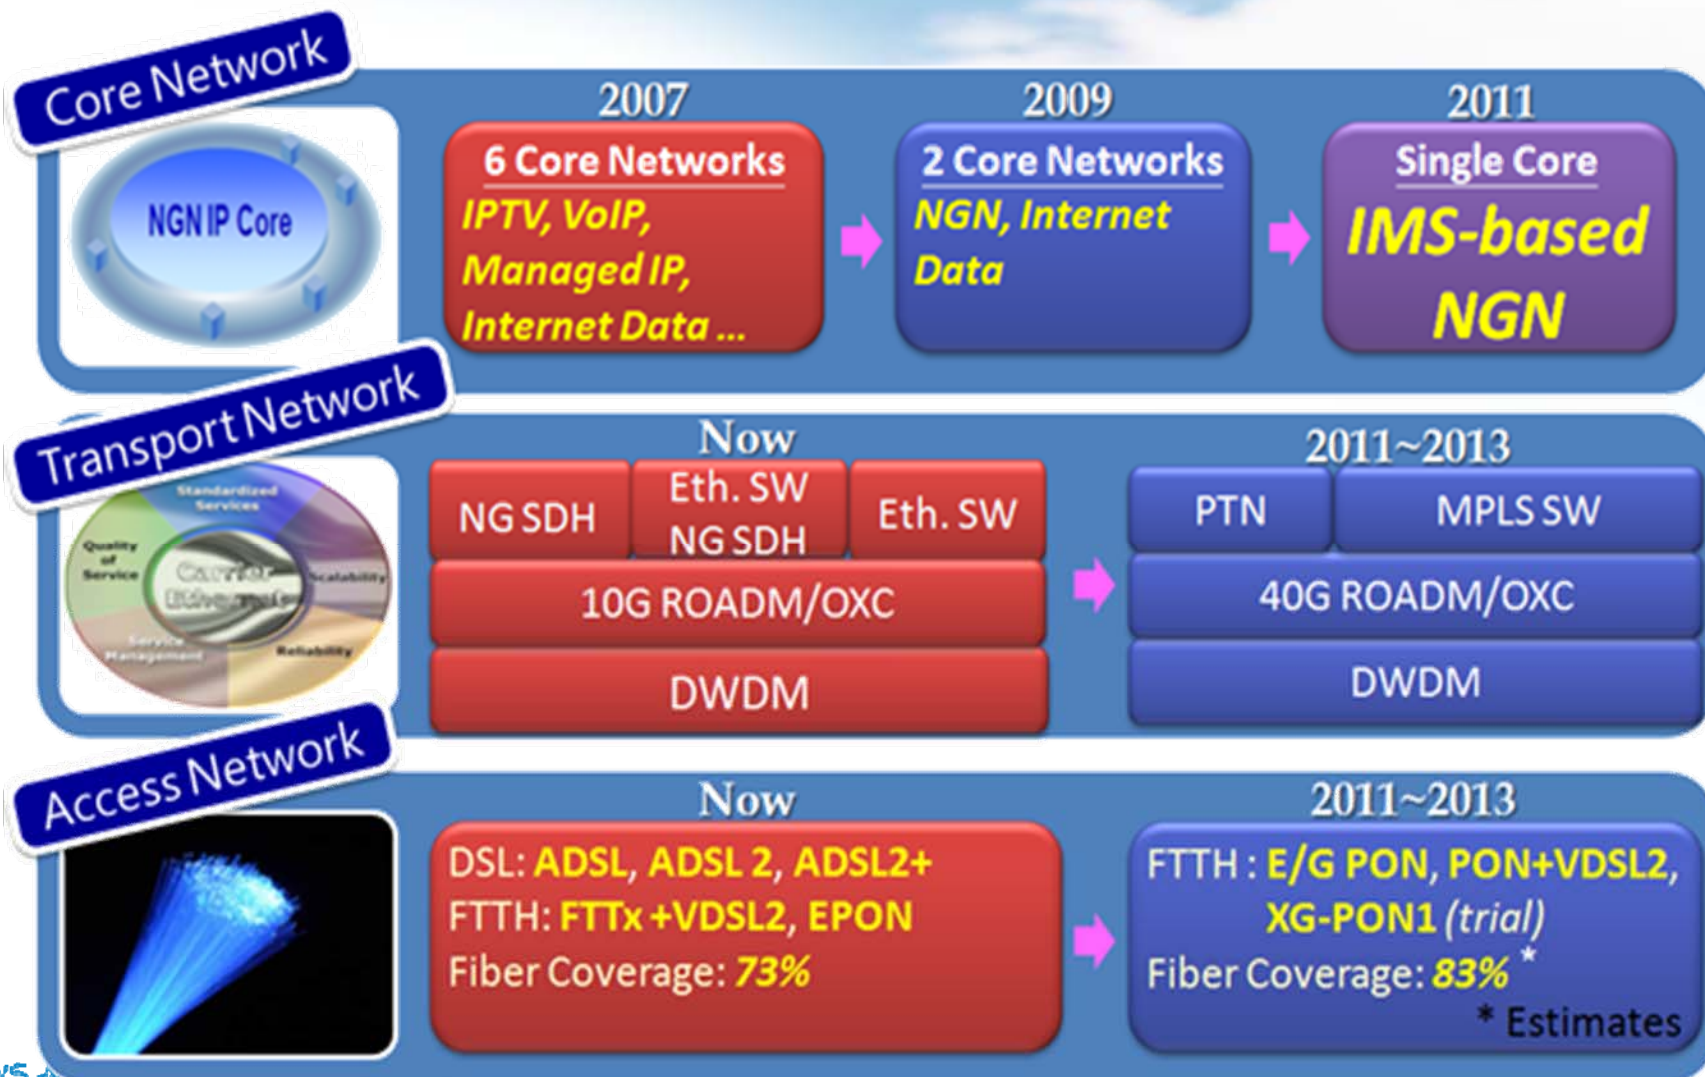 Core Network
NGN IP Core
2007
6 Core Networks
IPTV, VoIP,
Managed IP,
Internet Data ...
2009
2 Core Networks
NGN, Internet
Data
2011
Single Core
IMS-based
NGN
Transport Network
Standardized
Services
Quality
of
Service
Carrier
Ethernet
Scalability
Service
Management
Reliability
Now
NG SDH
Eth. SW
NG SDH
Eth. SW
10G ROADM/OXC
DWDM
2011~2013
PTN
MPLS SW
40G ROADM/OXC
DWDM
Access Network
Now
DSL: ADSL, ADSL 2, ADSL2+
FTTH: FTTx +VDSL2, EPON
Fiber Coverage: 73%
2011~2013
FTTH : E/G PON, PON+VDSL2,
XG-PON1 (trial)
Fiber Coverage: 83% *
* Estimates